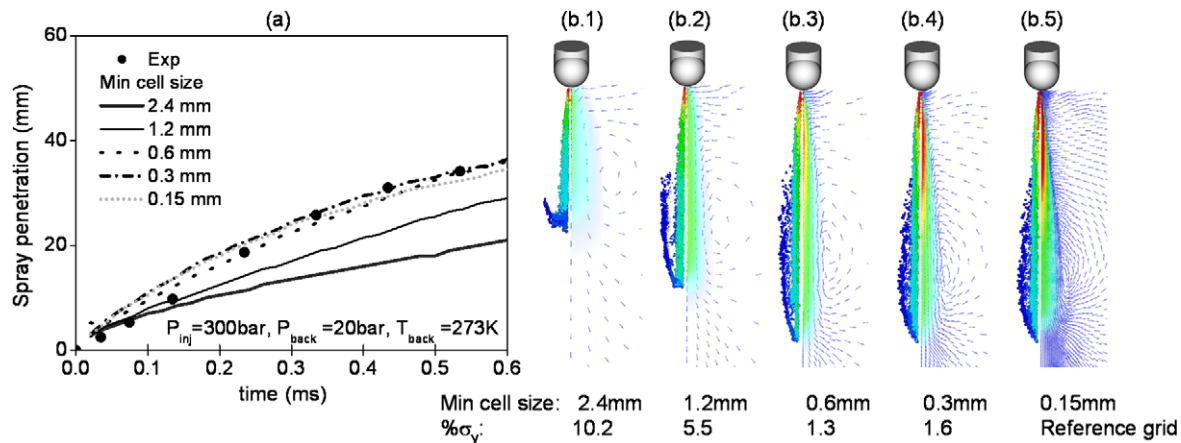 (a) (b.1) (b.2) (b.3) (b.4) (b.5)
60
Exp
Min cell size
2.4 mm
1.2 mm
0.6 mm
0.3 mm
0.15 mm
40
20
0
Spray penetration (mm)
P_inj=300bar, P_back=20bar, T_back=273K
0.0 0.1 0.2 0.3 0.4 0.5 0.6
time (ms)
Min cell size: 2.4mm 1.2mm 0.6mm 0.3mm 0.15mm
%σ_y: 10.2 5.5 1.3 1.6 Reference grid